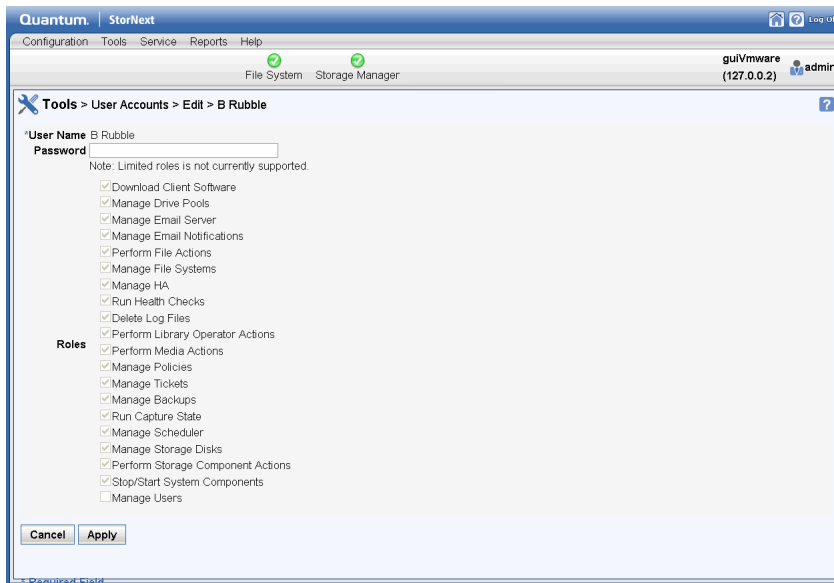 Quantum. StorNext Log Of
Configuration Tools Service Reports Help
File System Storage Manager
guiVmware
(127.0.0.2)
admin
Tools > User Accounts > Edit > B Rubble
*User Name B Rubble
Password
Note: Limited roles is not currently supported.
Roles
Download Client Software
Manage Drive Pools
Manage Email Server
Manage Email Notifications
Perform File Actions
Manage File Systems
Manage HA
Run Health Checks
Delete Log Files
Perform Library Operator Actions
Perform Media Actions
Manage Policies
Manage Tickets
Manage Backups
Run Capture State
Manage Scheduler
Manage Storage Disks
Perform Storage Component Actions
Stop/Start System Components
Manage Users
Cancel Apply
* Required Field